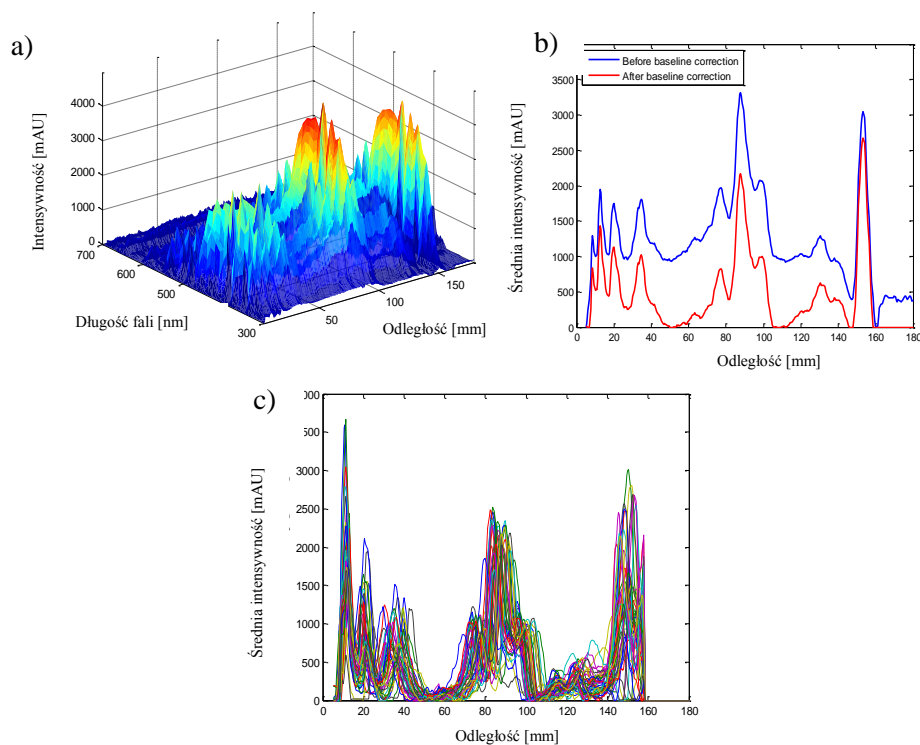 a)
Intensywność [mAU]
4000
3000
2000
1000
0
700
600
500
300
50
100
150
Długość fali [nm]
Odległość [mm]
b)
Średnia intensywność [mAU]
Before baseline correction
After baseline correction
3500
3000
2500
2000
1500
1000
500
0
0 20 40 60 80 100 120 140 160 180
Odległość [mm]
c)
Średnia intensywność [mAU]
3000
2500
2000
1500
1000
500
0
0 20 40 60 80 100 120 140 160 180
Odległość [mm]